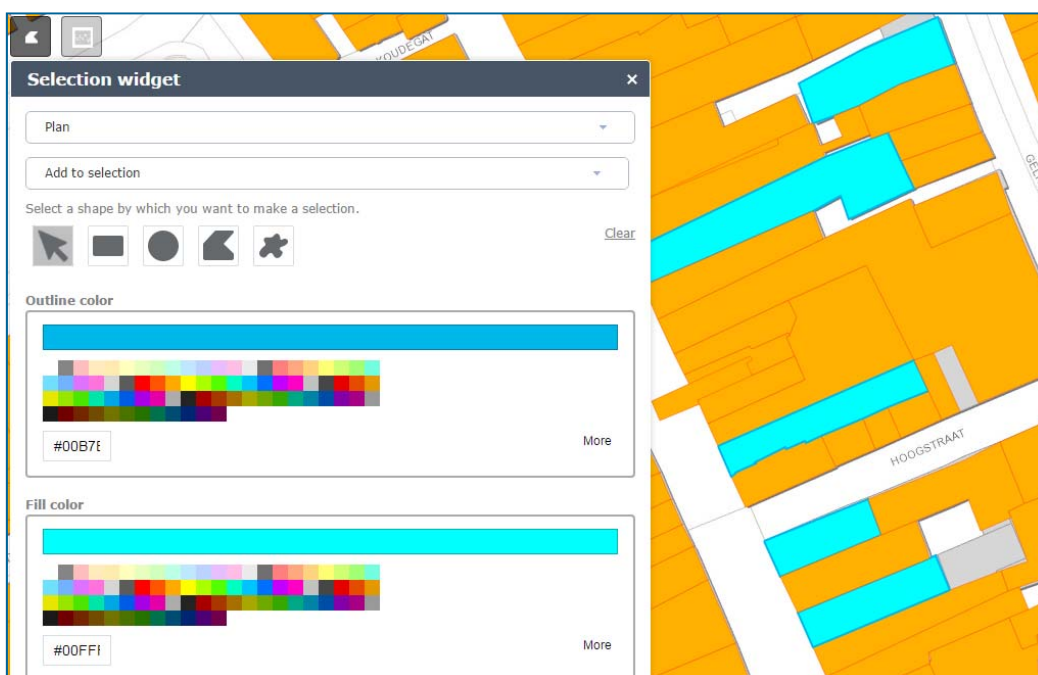 KOUDEGAT
Selection widget
Plan
Add to selection
Select a shape by which you want to make a selection.
Clear
Outline color
#00B7E
More
HOOGSTRAAT
Fill color
#00FFF
More